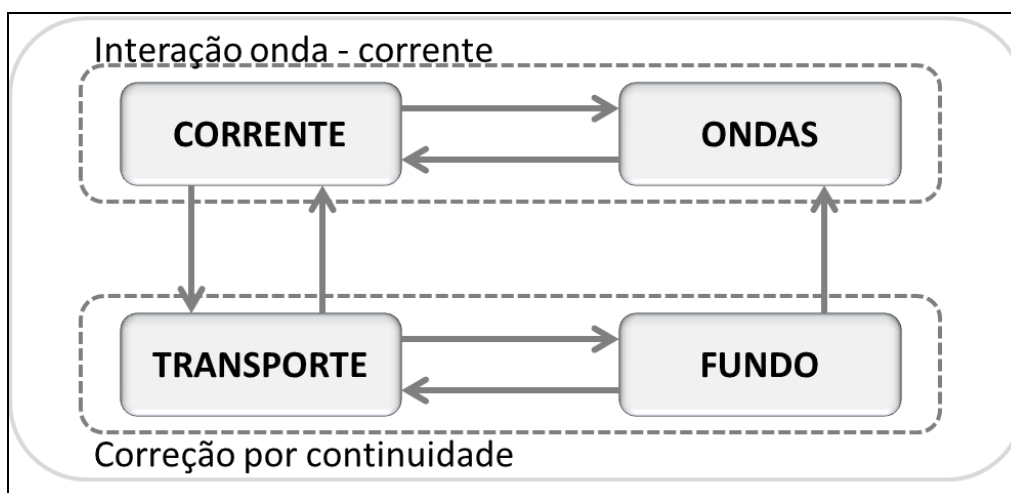 Interação onda - corrente
CORRENTE
ONDAS
TRANSPORTE
FUNDO
Correção por continuidade